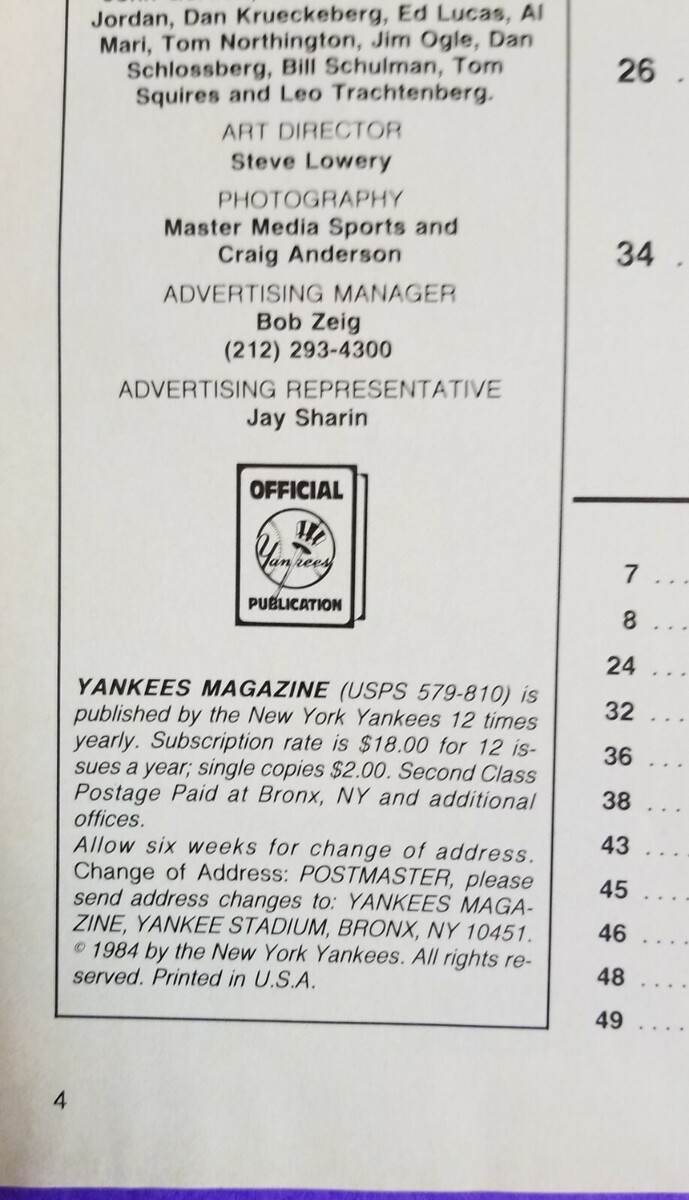 Jordan, Dan Krueckeberg, Ed Lucas, Al
Mari, Tom Northington, Jim Ogle, Dan
Schlossberg, Bill Schulman, Tom
Squires and Leo Trachtenberg.
ART DIRECTOR
Steve Lowery
PHOTOGRAPHY
Master Media Sports and
Craig Anderson
ADVERTISING MANAGER
Bob Zeig
(212) 293-4300
ADVERTISING REPRESENTATIVE
Jay Sharin
OFFICIAL
Yankees
PUBLICATION
YANKEES MAGAZINE (USPS 579-810) is
published by the New York Yankees 12 times
yearly. Subscription rate is $18.00 for 12 is-
sues a year; single copies $2.00. Second Class
Postage Paid at Bronx, NY and additional
offices.
Allow six weeks for change of address.
Change of Address: POSTMASTER, please
send address changes to: YANKEES MAGA-
ZINE, YANKEE STADIUM, BRONX, NY 10451.
© 1984 by the New York Yankees. All rights re-
served. Printed in U.S.A.
4
26 .
34 .
7 ...
8 ...
24 ...
32 ...
36 ...
38 ...
43 ....
45 ....
46 ....
48 ....
49 ....